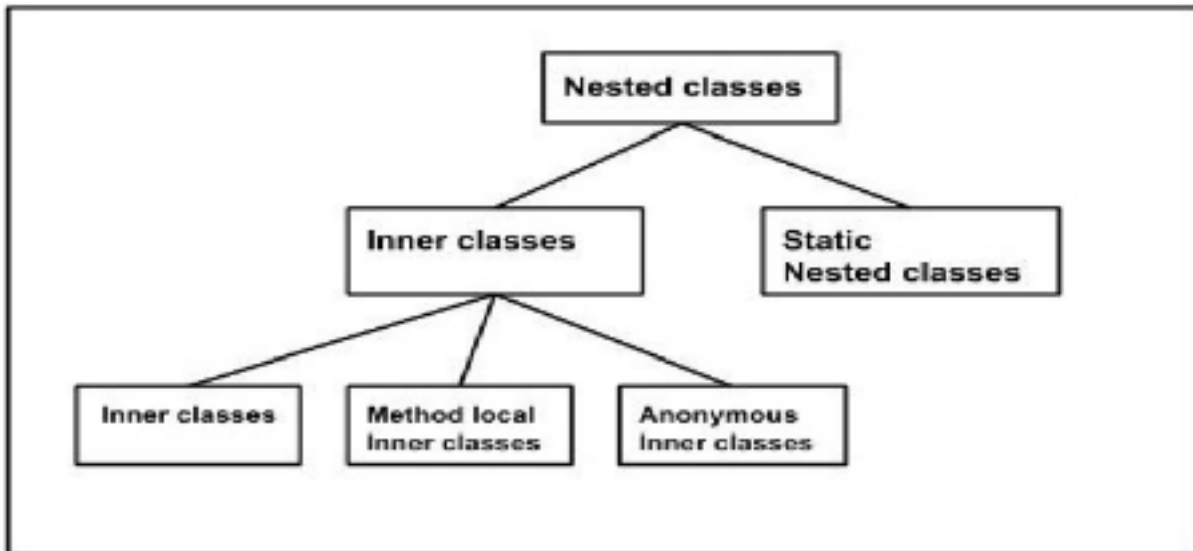 Nested classes
Inner classes
Static
Nested classes
Inner classes
Method local
Inner classes
Anonymous
Inner classes